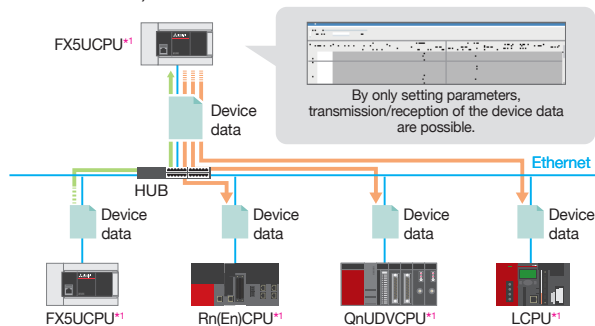 FX5UCPU*1
By only setting parameters,
transmission/reception of the device data
are possible.
Device
data
Ethernet
HUB
Device
data
Device
data
Device
data
Device
data
FX5UCPU*1
Rn(En)CPU*1
QnUDVCPU*1
LCPU*1